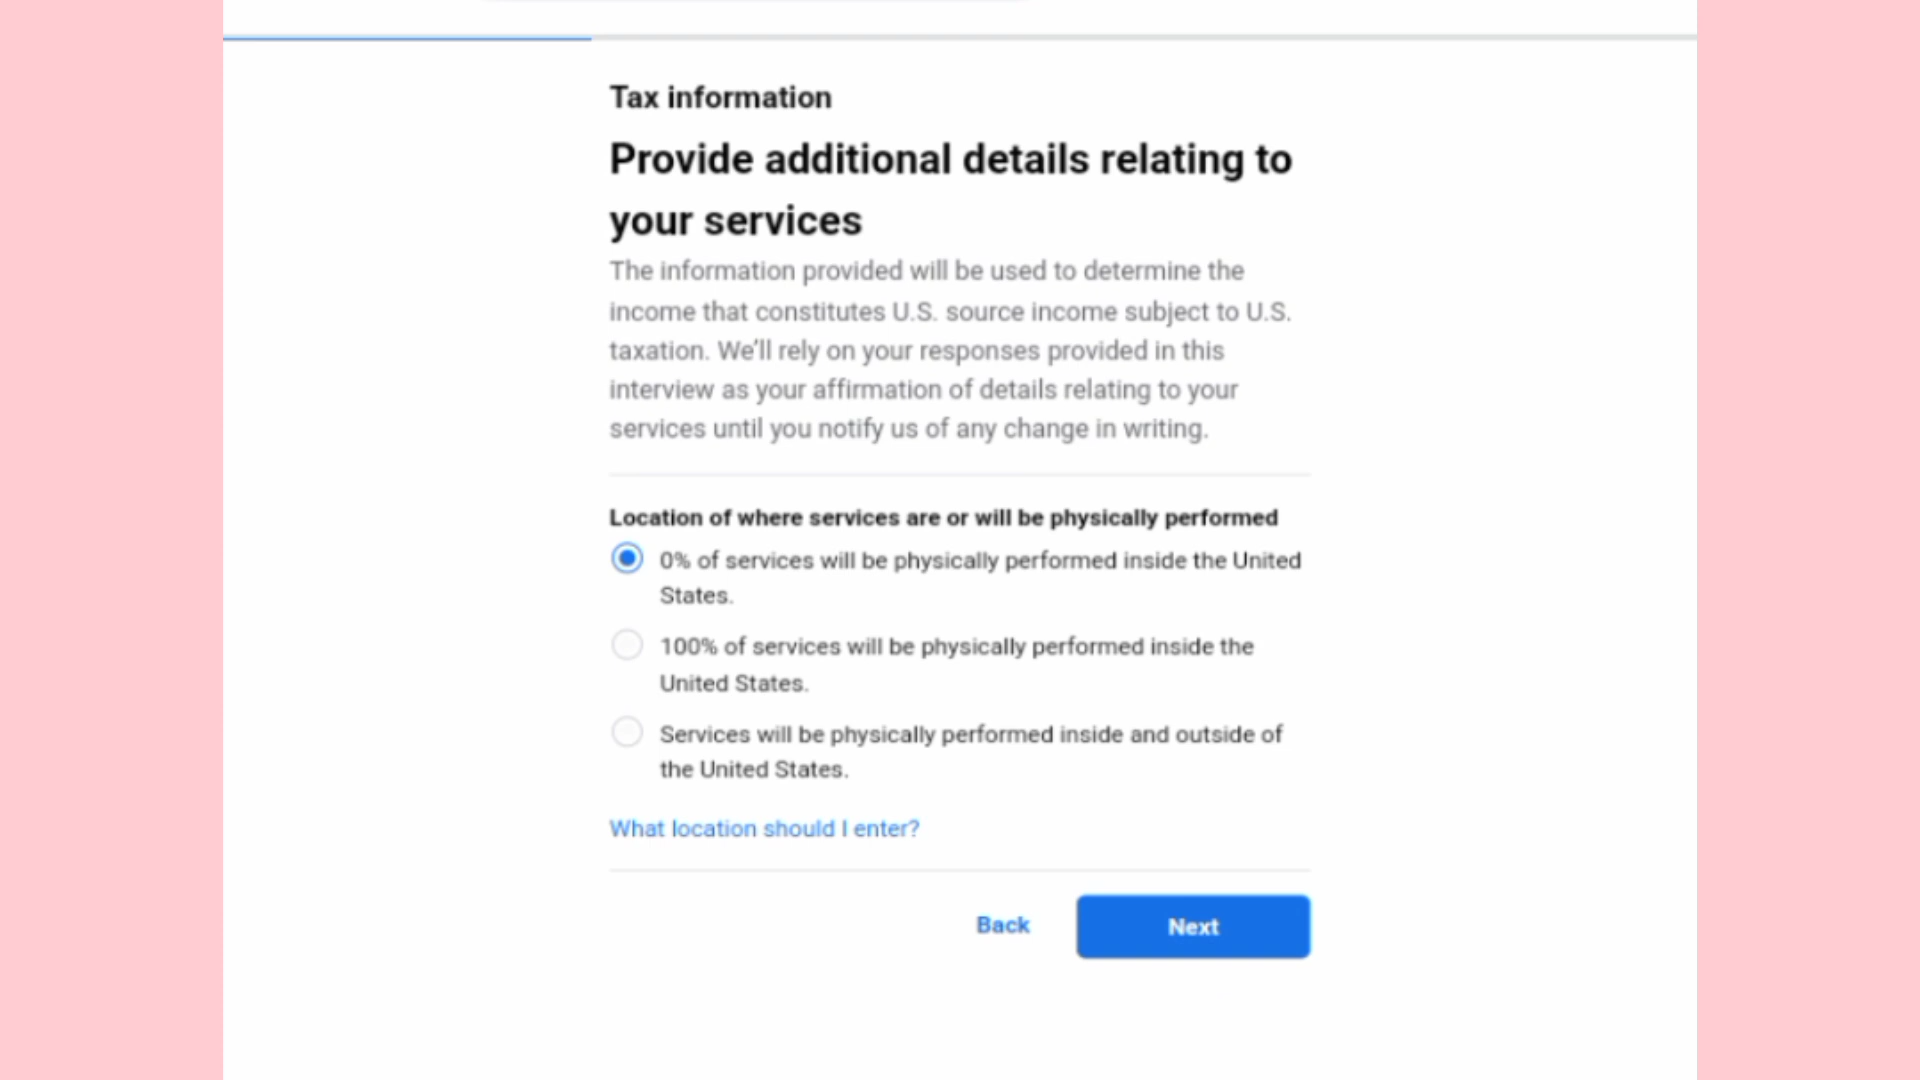 Tax information
Provide additional details relating to
your services
The information provided will be used to determine the
income that constitutes U.S. source income subject to U.S.
taxation. We'll rely on your responses provided in this
interview as your affirmation of details relating to your
services until you notify us of any change in writing.
Location of where services are or will be physically performed
0% of services will be physically performed inside the United
States.
100% of services will be physically performed inside the
United States.
Services will be physically performed inside and outside of
the United States.
What location should I enter?
Back
Next